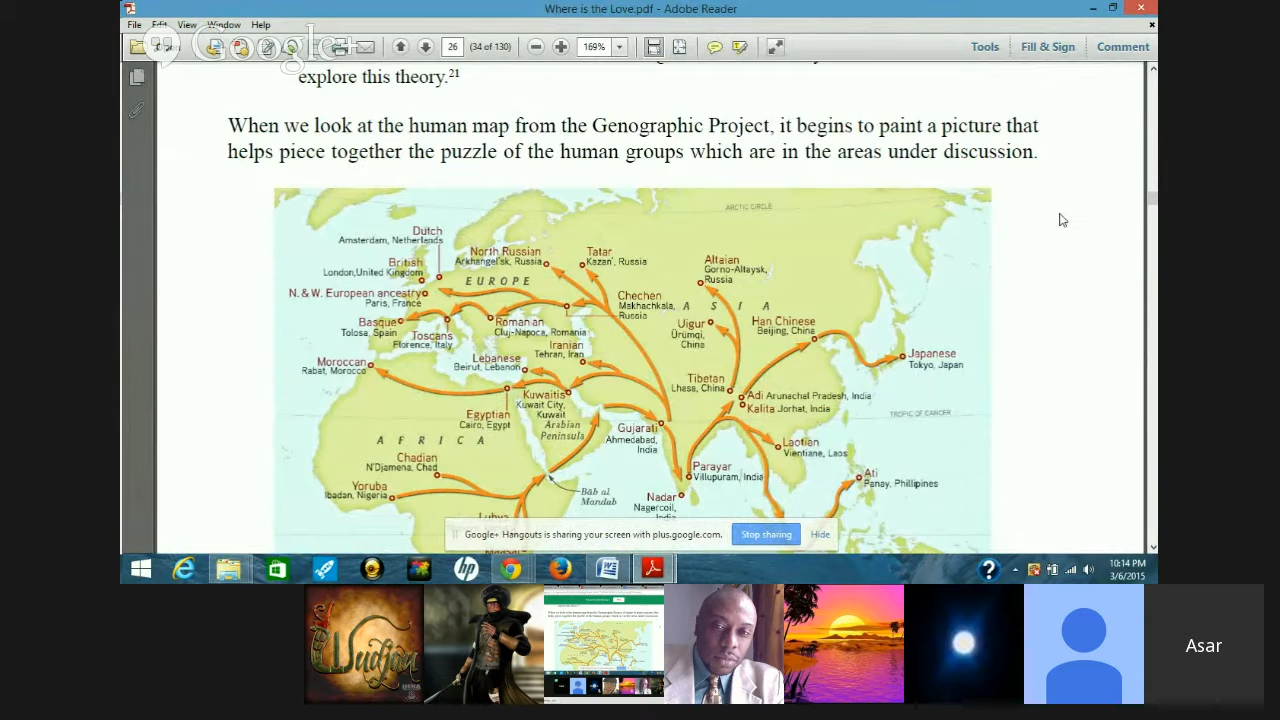 Where is the Love.pdf - Adobe Reader
File Edit View Window Help
Google+
26 (34 of 130) 169%
Tools Fill & Sign Comment
explore this theory.21
When we look at the human map from the Genographic Project, it begins to paint a picture that
helps piece together the puzzle of the human groups which are in the areas under discussion.
ARCTIC CIRCLE
Dutch
Amsterdam, Netherlands
British
London,United Kingdom
N. & W. European ancestry
Paris, France
Basque
Tolosa, Spain
Toscans
Florence, Italy
North Russian
Arkhangel'sk, Russia
EUROPE
Tatar
Kazan', Russia
Romanian
Cluj-Napoca, Romania
Chechen
Makhachkala,
Russia
ASIA
Altaian
Gorno-Altaysk,
Russia
Uigur
Ürümqi,
China
Han Chinese
Beijing, China
Japanese
Tokyo, Japan
Moroccan
Rabat, Morocco
Lebanese
Beirut, Lebanon
Iranian
Tehran, Iran
Tibetan
Lhasa, China
Adi Arunachal Pradesh, India
Kalita Jorhat, India
TROPIC OF CANCER
Egyptian
Cairo, Egypt
Kuwaitis
Kuwait City,
Kuwait
Arabian
Peninsula
Gujarati
Ahmedabad,
India
Laotian
Vientiane, Laos
AFRICA
Chadian
N'Djamena, Chad
Yoruba
Ibadan, Nigeria
Bāb al
Mandab
Parayar
Villupuram, India
Nadar
Nagercoil,
India
Ati
Panay, Phillipines
Google+ Hangouts is sharing your screen with plus.google.com. Stop sharing Hide
10:14 PM
3/6/2015
Asar